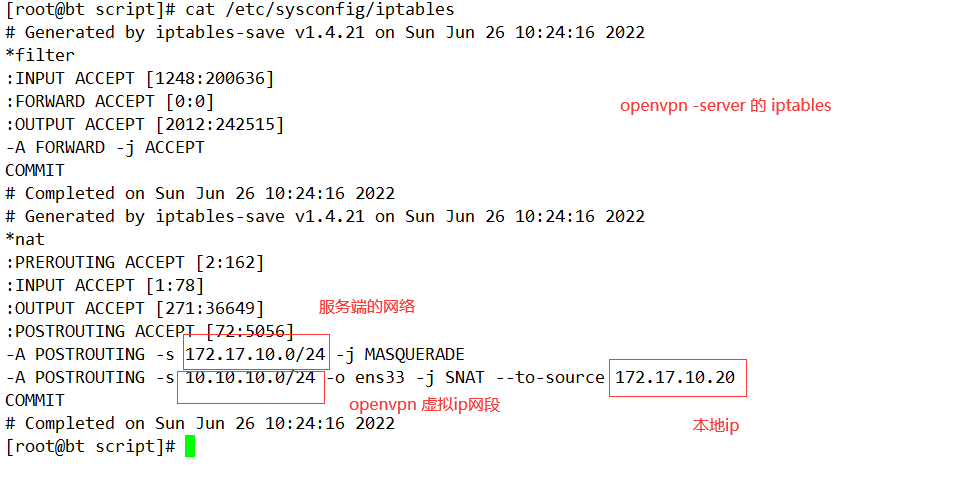 [root@bt script]# cat /etc/sysconfig/iptables
# Generated by iptables-save v1.4.21 on Sun Jun 26 10:24:16 2022
*filter
:INPUT ACCEPT [1248:200636]
:FORWARD ACCEPT [0:0]
openvpn -server 的 iptables
:OUTPUT ACCEPT [2012:242515]
-A FORWARD -j ACCEPT
COMMIT
# Completed on Sun Jun 26 10:24:16 2022
# Generated by iptables-save v1.4.21 on Sun Jun 26 10:24:16 2022
*nat
:PREROUTING ACCEPT [2:162]
:INPUT ACCEPT [1:78]
:OUTPUT ACCEPT [271:36649]
服务端的网络
:POSTROUTING ACCEPT [72:5056]
-A POSTROUTING -s 172.17.10.0/24 -j MASQUERADE
-A POSTROUTING -s 10.10.10.0/24 -o ens33 -j SNAT --to-source 172.17.10.20
COMMIT
openvpn 虚拟ip网段
# Completed on Sun Jun 26 10:24:16 2022
本地ip
[root@bt script]#